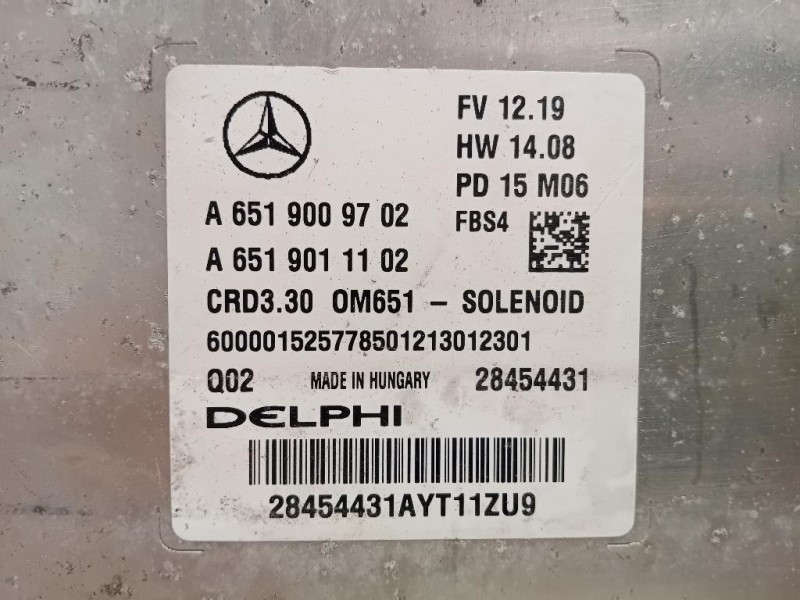 FV 12.19
HW 14.08
PD 15 M06
A 651 900 97 02
FBS4
A 651 901 11 02
CRD3.30 OM651 - SOLENOID
600001525778501213012301
Q02 MADE IN HUNGARY 28454431
DELPHI
28454431AYT11ZU9